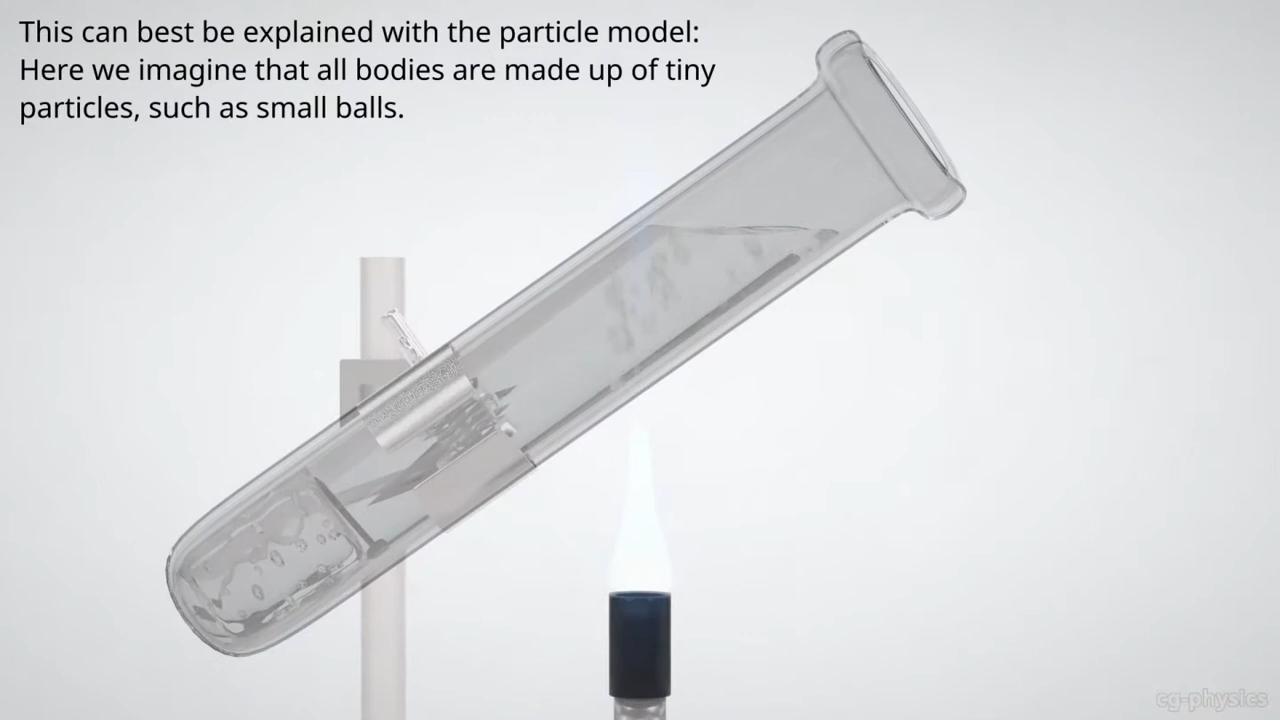 This can best be explained with the particle model:
Here we imagine that all bodies are made up of tiny
particles, such as small balls.
cg-physics